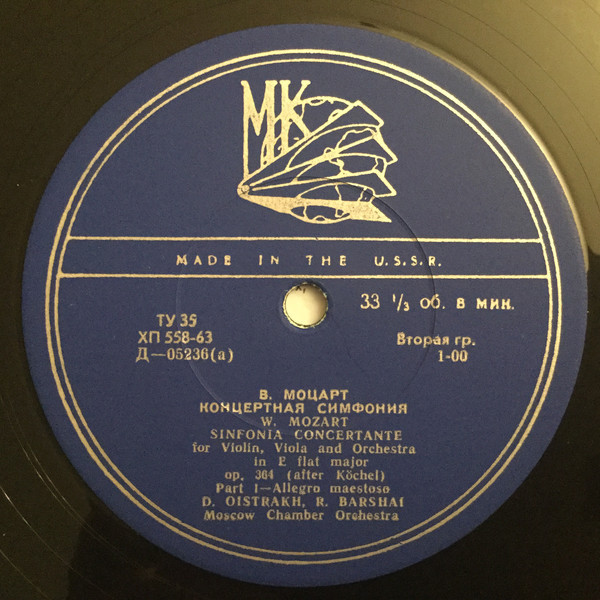 МК
MADE IN THE U.S.S.R.
33 1/3 об. в мин.
ТУ 35
ХП 558-63
Д—05236(а)
Вторая гр.
1-00
В. МОЦАРТ
КОНЦЕРТНАЯ СИМФОНИЯ
W. MOZART
SINFONIA CONCERTANTE
for Violin, Viola and Orchestra
in E flat major
op. 364 (after Köchel)
Part I—Allegro maestoso
D. OISTRAKH, R. BARSHAI
Moscow Chamber Orchestra